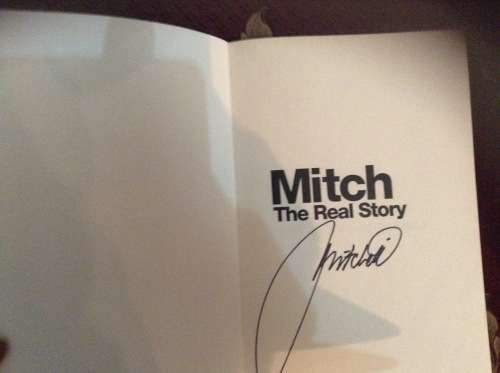 Mitch
The Real Story